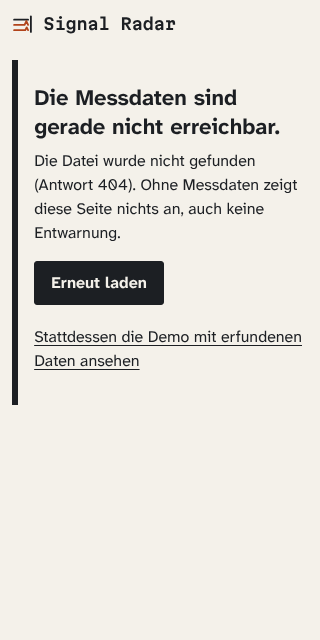 Signal Radar
Die Messdaten sind
gerade nicht erreichbar.
Die Datei wurde nicht gefunden
(Antwort 404). Ohne Messdaten zeigt
diese Seite nichts an, auch keine
Entwarnung.
Erneut laden
Stattdessen die Demo mit erfundenen
Daten ansehen